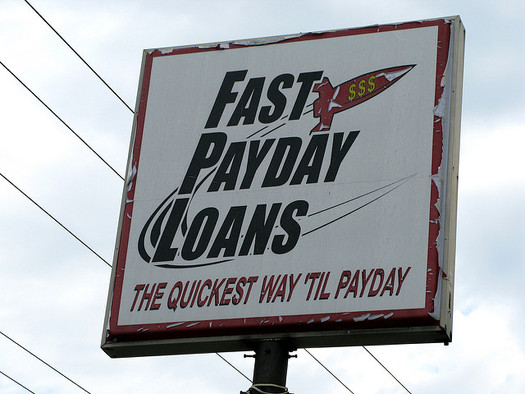 FAST
$$$
PAYDAY
LOANS
THE QUICKEST WAY 'TIL PAYDAY